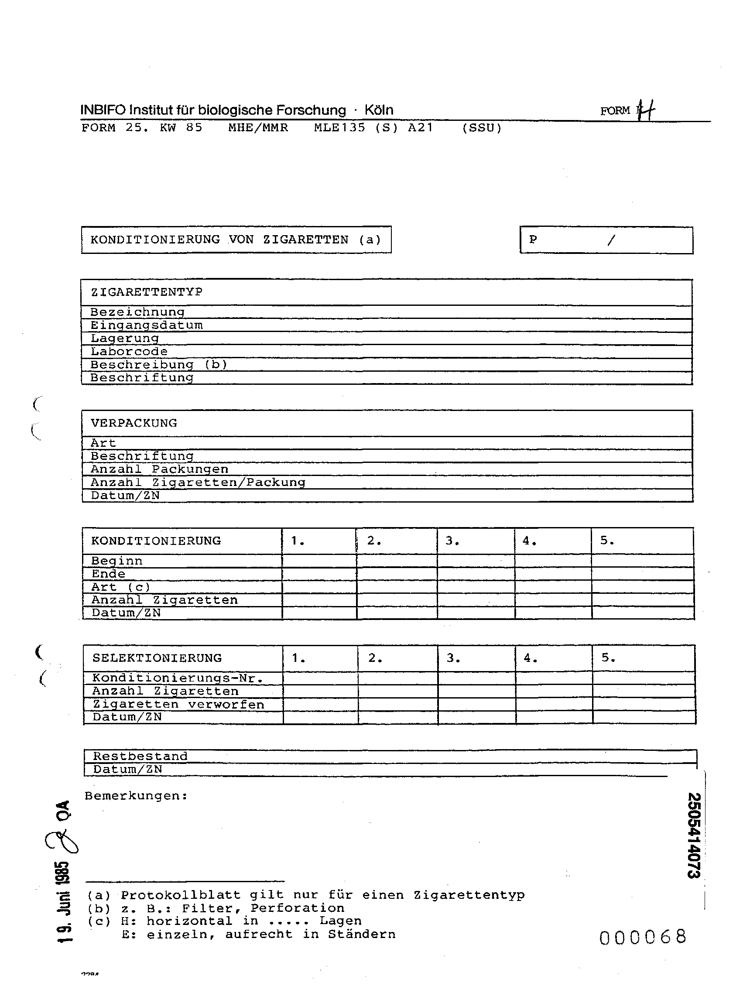 INBIFO Institut für biologische Forschung · Köln FORM H
FORM 25. KW 85 MHE/MMR MLE135 (S) A21 (SSU)
KONDITIONIERUNG VON ZIGARETTEN (a) P /
ZIGARETTENTYP
Bezeichnung
Eingangsdatum
Lagerung
Laborcode
Beschreibung (b)
Beschriftung
VERPACKUNG
Art
Beschriftung
Anzahl Packungen
Anzahl Zigaretten/Packung
Datum/ZN
KONDITIONIERUNG 1. 2. 3. 4. 5.
Beginn
Ende
Art (c)
Anzahl Zigaretten
Datum/ZN
SELEKTIONIERUNG 1. 2. 3. 4. 5.
Konditionierungs-Nr.
Anzahl Zigaretten
Zigaretten verworfen
Datum/ZN
Restbestand
Datum/ZN
Bemerkungen:
(a) Protokollblatt gilt nur für einen Zigarettentyp
(b) z. B.: Filter, Perforation
(c) H: horizontal in ..... Lagen
E: einzeln, aufrecht in Ständern
19. Juni 1985 QA
2505414073
000068